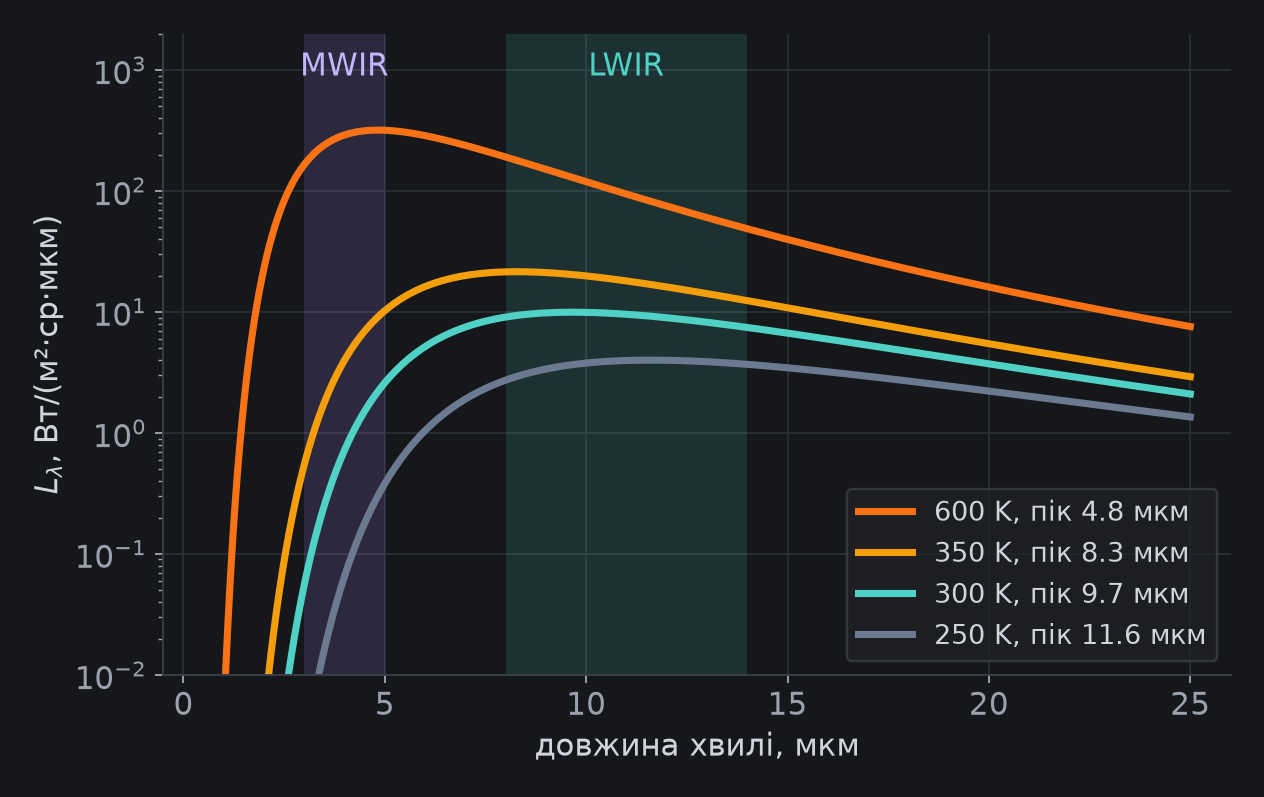 MWIR
LWIR
10³
10²
10¹
10⁰
10⁻¹
10⁻²
Lλ, Вт/(м²·ср·мкм)
600 K, пік 4.8 мкм
350 K, пік 8.3 мкм
300 K, пік 9.7 мкм
250 K, пік 11.6 мкм
0 5 10 15 20 25
довжина хвилі, мкм